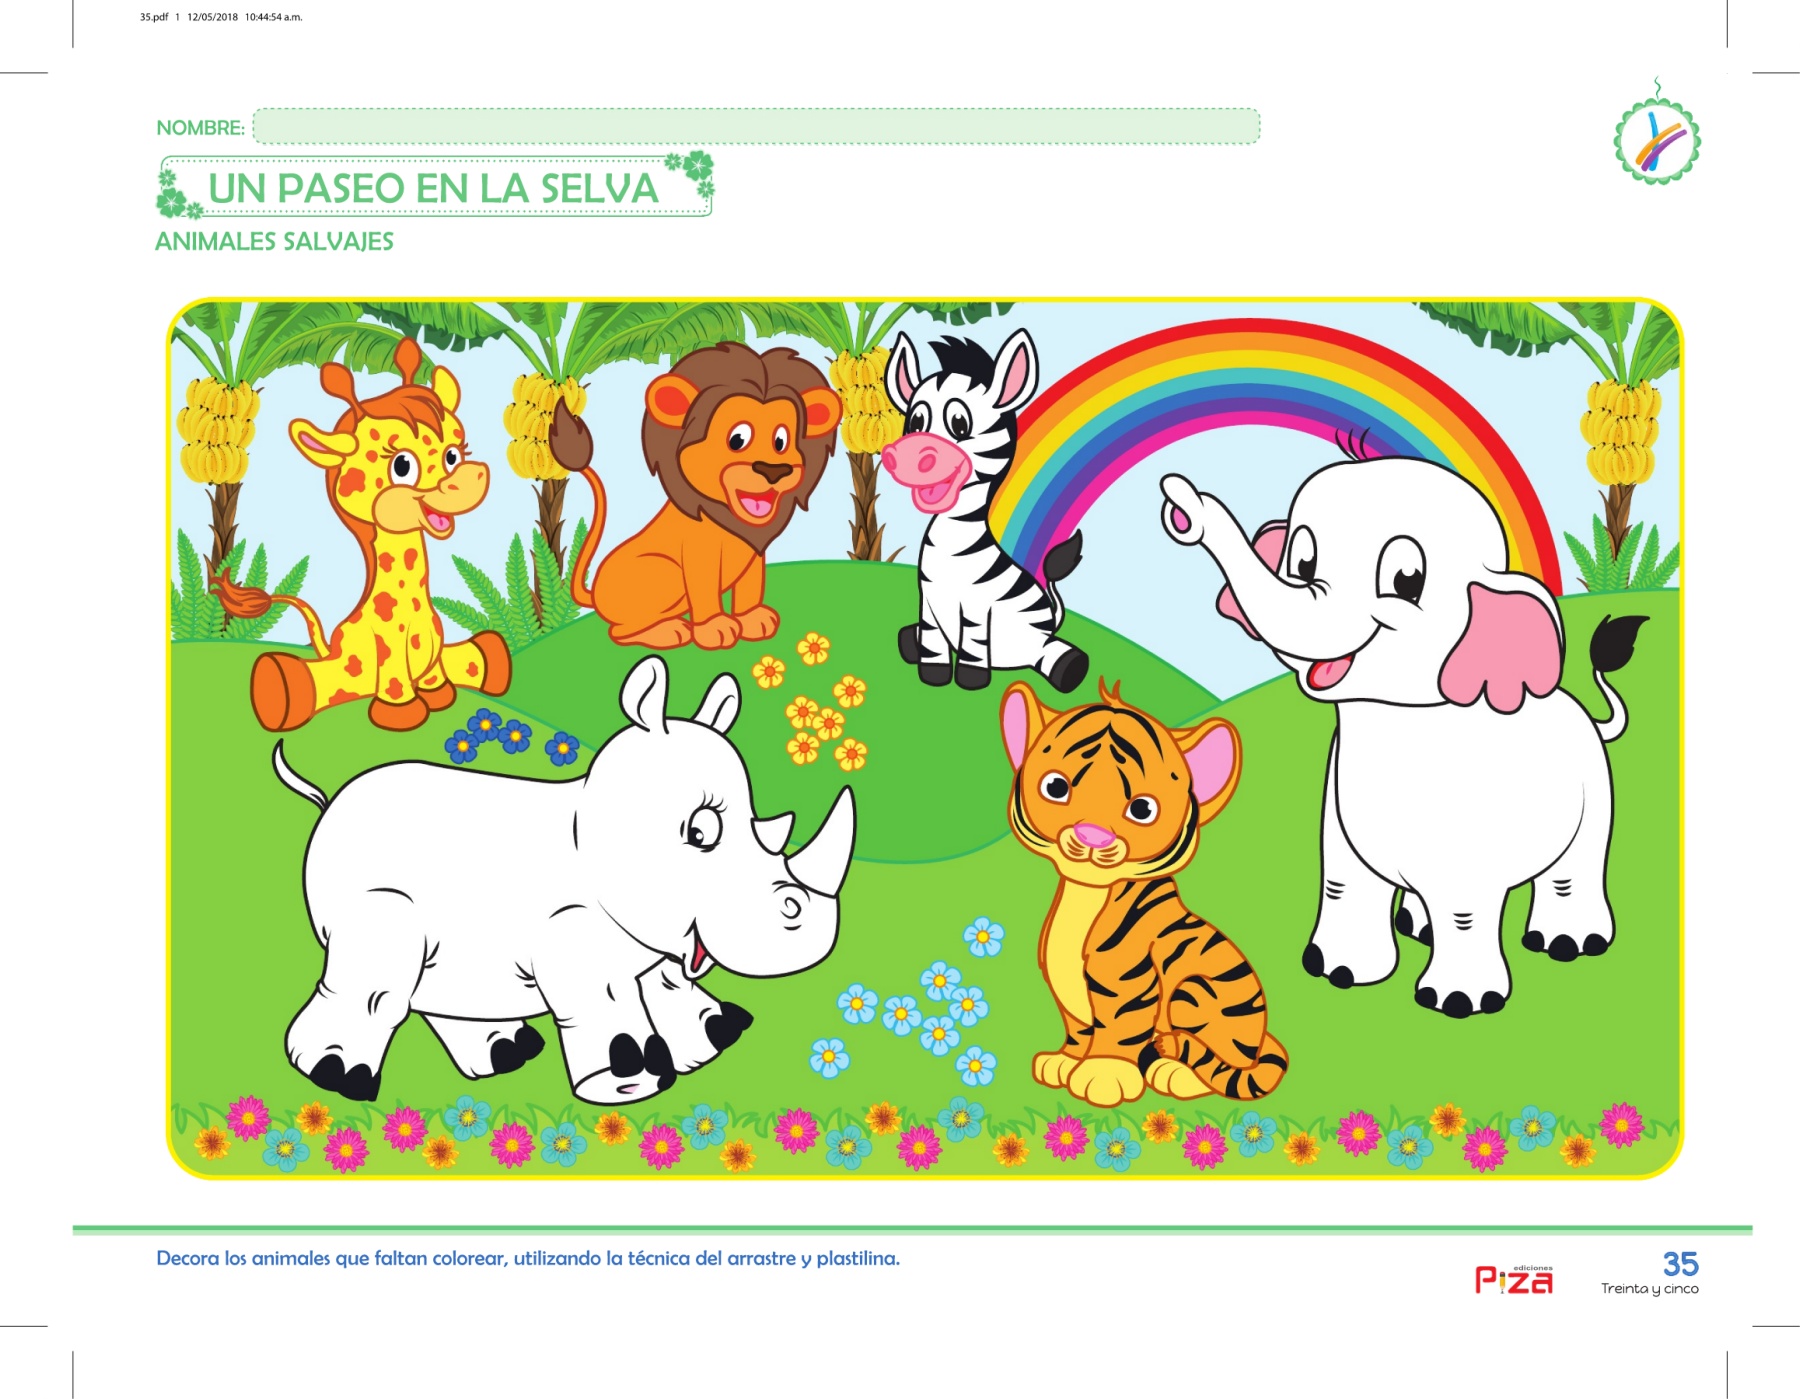 35.pdf 1 12/05/2018 10:44:54 a.m.
NOMBRE:
UN PASEO EN LA SELVA
ANIMALES SALVAJES
Decora los animales que faltan colorear, utilizando la técnica del arrastre y plastilina.
ediciones
Piza
35
Treinta y cinco